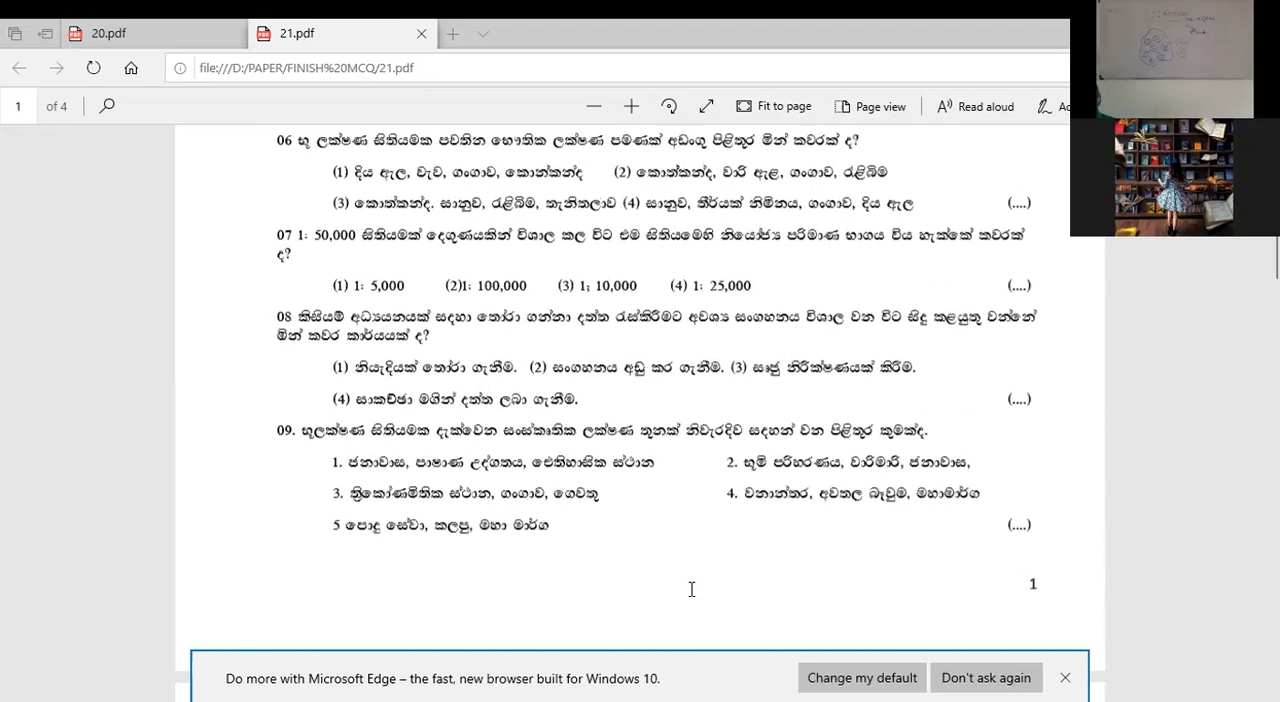 20.pdf
21.pdf
file:///D:/PAPER/FINISH%20MCQ/21.pdf
1 of 4
Fit to page
Page view
Read aloud
06 භූ ලක්ෂණ සිතියමක පවතින භෞතික ලක්ෂණ පමණක් අඩංගු පිළිතුර මින් කවරක් ද?
(1) දිය ඇල, වැව, ගංගාව, කොන්කන්ද (2) කොත්කන්ද, වාරි ඇළ, ගංගාව, රැළිබිම
(3) කොත්කන්ද. සානුව, රැළිබිම, තැනිතලාව (4) සානුව, තීර්යක් නිම්නය, ගංගාව, දිය ඇල (....)
07 1: 50,000 සිතියමක් දෙගුණයකින් විශාල කල විට එම සිතියමෙහි නියෝජ්‍ය පරිමාණ භාගය විය හැක්කේ කවරක්
ද?
(1) 1: 5,000 (2)1: 100,000 (3) 1; 10,000 (4) 1: 25,000 (....)
08 කිසියම් අධ්‍යයනයක් සඳහා තෝරා ගන්නා දත්ත රැස්කිරීමට අවශ්‍ය සංගහනය විශාල වන විට සිදු කළයුතු වන්නේ
මින් කවර කාර්යයක් ද?
(1) නියැදියක් තෝරා ගැනීම. (2) සංගහනය අඩු කර ගැනීම. (3) සෘජු නිරීක්ෂණයක් කිරීම.
(4) සාකච්ඡා මගින් දත්ත ලබා ගැනීම. (....)
09. භූලක්ෂණ සිතියමක දැක්වෙන සංස්කෘතික ලක්ෂණ තුනක් නිවැරදිව සඳහන් වන පිළිතුර කුමක්ද.
1. ජනාවාස, පාෂාණ උද්ගතය, ඓතිහාසික ස්ථාන 2. භූමි පරිහරණය, වාරිමාර්, ජනාවාස,
3. ත්‍රිකෝණමිතික ස්ථාන, ගංගාව, ගෙවතු 4. වනාන්තර, අවතල බෑවුම, මහාමාර්ග
5 පොදු සේවා, කලපු, මහා මාර්ග (....)
1
Do more with Microsoft Edge – the fast, new browser built for Windows 10.
Change my default
Don't ask again